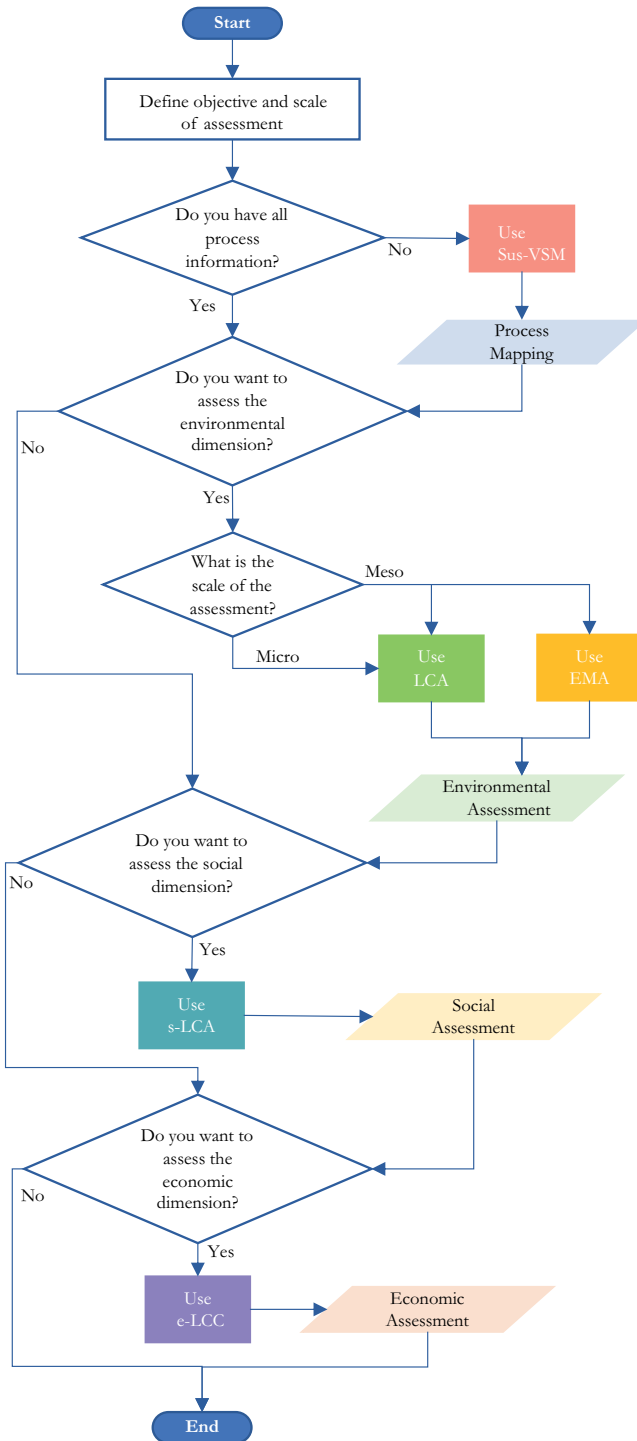 Start
Define objective and scale
of assessment
Do you have all
process
information?
No
Use
Sus-VSM
Yes
Process
Mapping
Do you want to
assess the
environmental
dimension?
No
Yes
What is the
scale of the
assessment?
Meso
Micro
Use
LCA
Use
EMA
Environmental
Assessment
Do you want to
assess the social
dimension?
No
Yes
Use
s-LCA
Social
Assessment
Do you want to
assess the
economic
dimension?
No
Yes
Use
e-LCC
Economic
Assessment
End